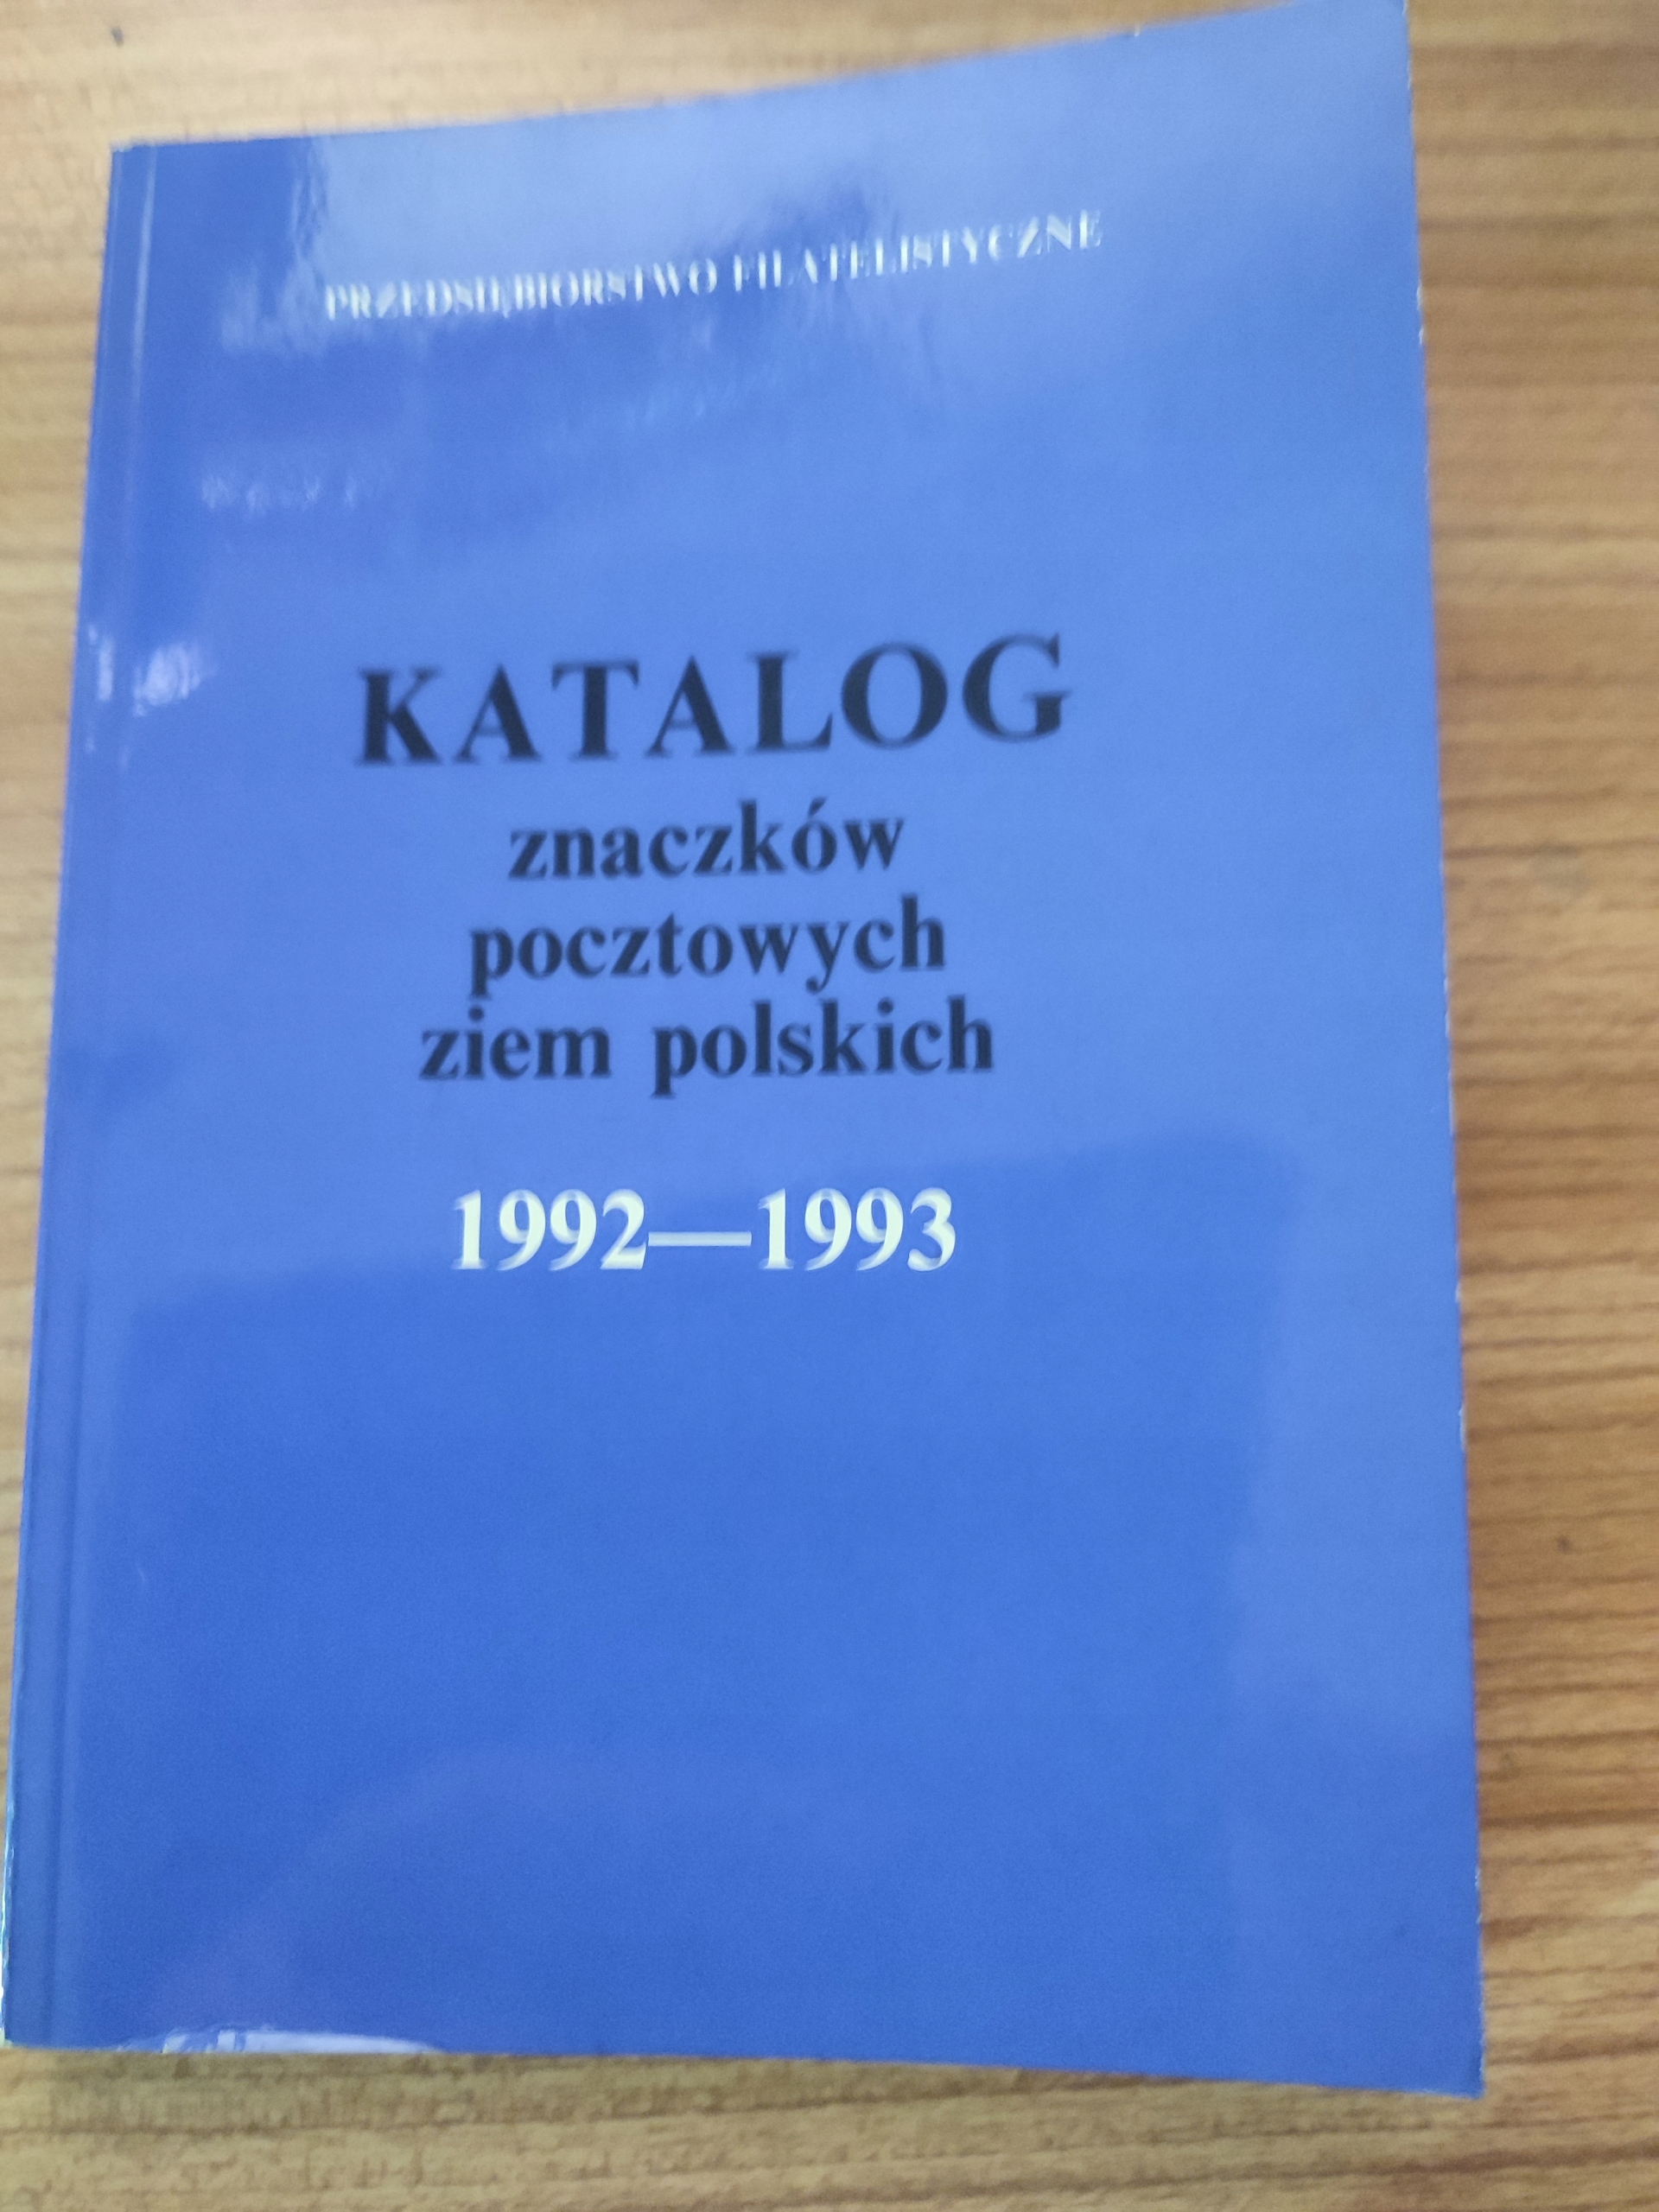 PRZEDSIĘBIORSTWO FILATELISTYCZNE
KATALOG
znaczków
pocztowych
ziem polskich
1992—1993